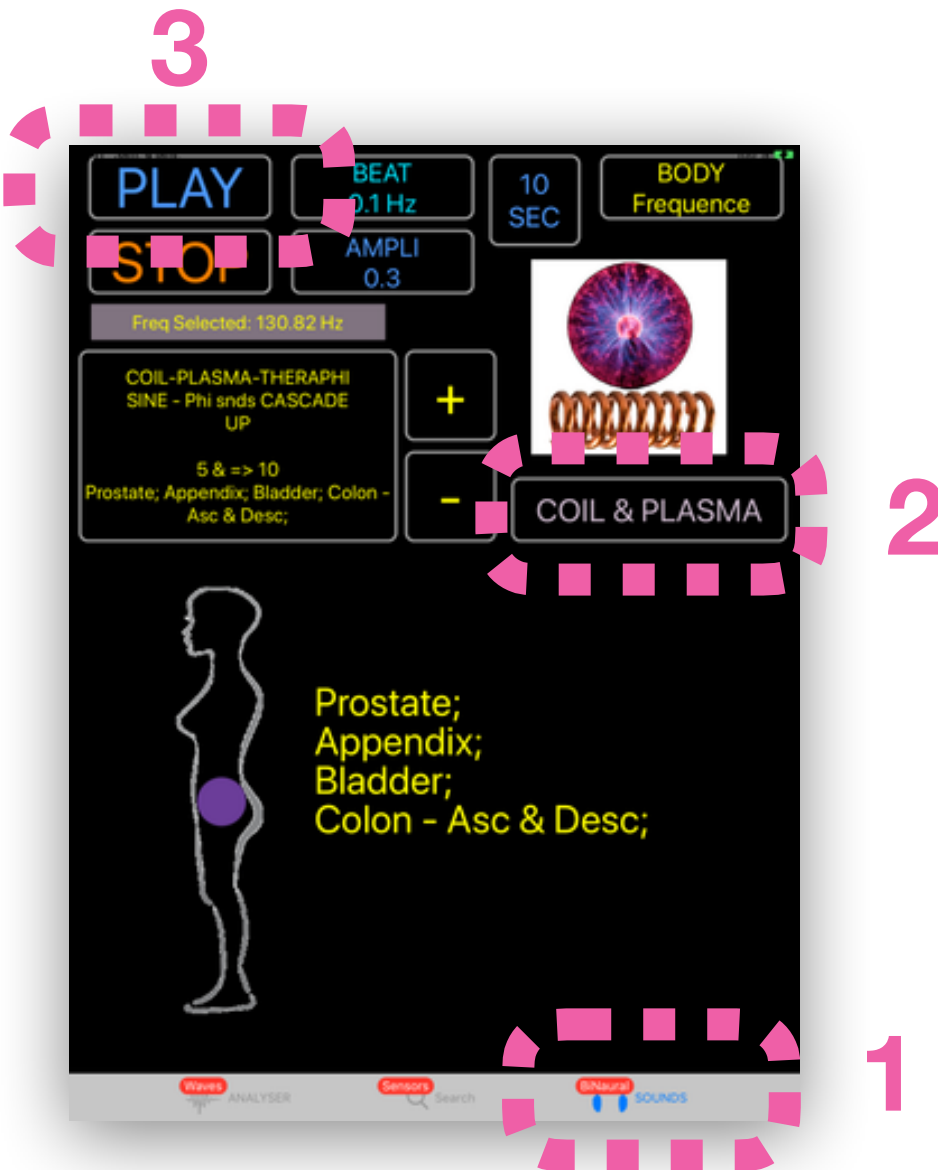 3
PLAY
BEAT
0.1 Hz
10
SEC
BODY
Frequence
STOP
AMPLI
0.3
Freq Selected: 130.82 Hz
COIL-PLASMA-THERAPHI
SINE - Phi snds CASCADE
UP
5 & => 10
Prostate; Appendix; Bladder; Colon -
Asc & Desc;
+
-
COIL & PLASMA
2
Prostate;
Appendix;
Bladder;
Colon - Asc & Desc;
1
Waves
ANALYSER
Sensors
Search
BiNaural
SOUNDS